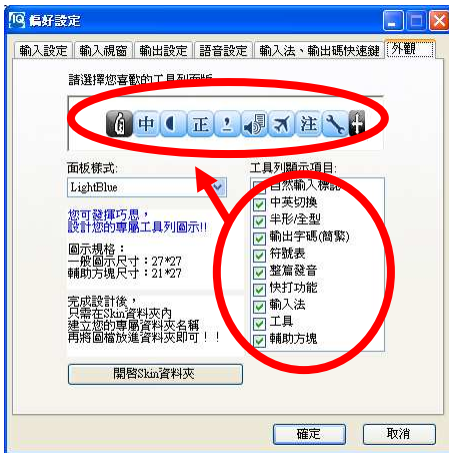 偏好設定
輸入設定 輸入視窗 輸出設定 語音設定 輸入法、輸出碼快速鍵 外觀
請選擇您喜歡的工具列面版
中 正 注
面板樣式:
LightBlue
您可發揮巧思，
設計您的專屬工具列圖示!!
圖示規格：
一般圖示尺寸：27*27
輔助方塊尺寸：21*27
完成設計後，
只需在Skin資料夾內
建立您的專屬資料夾名稱
再將圖檔放進資料夾即可！！
開啓Skin資料夾
工具列顯示項目:
自然輸入標誌
中英切換
半形/全型
輸出字碼(簡繁)
符號表
整篇發音
快打功能
輸入法
工具
輔助方塊
確定 取消